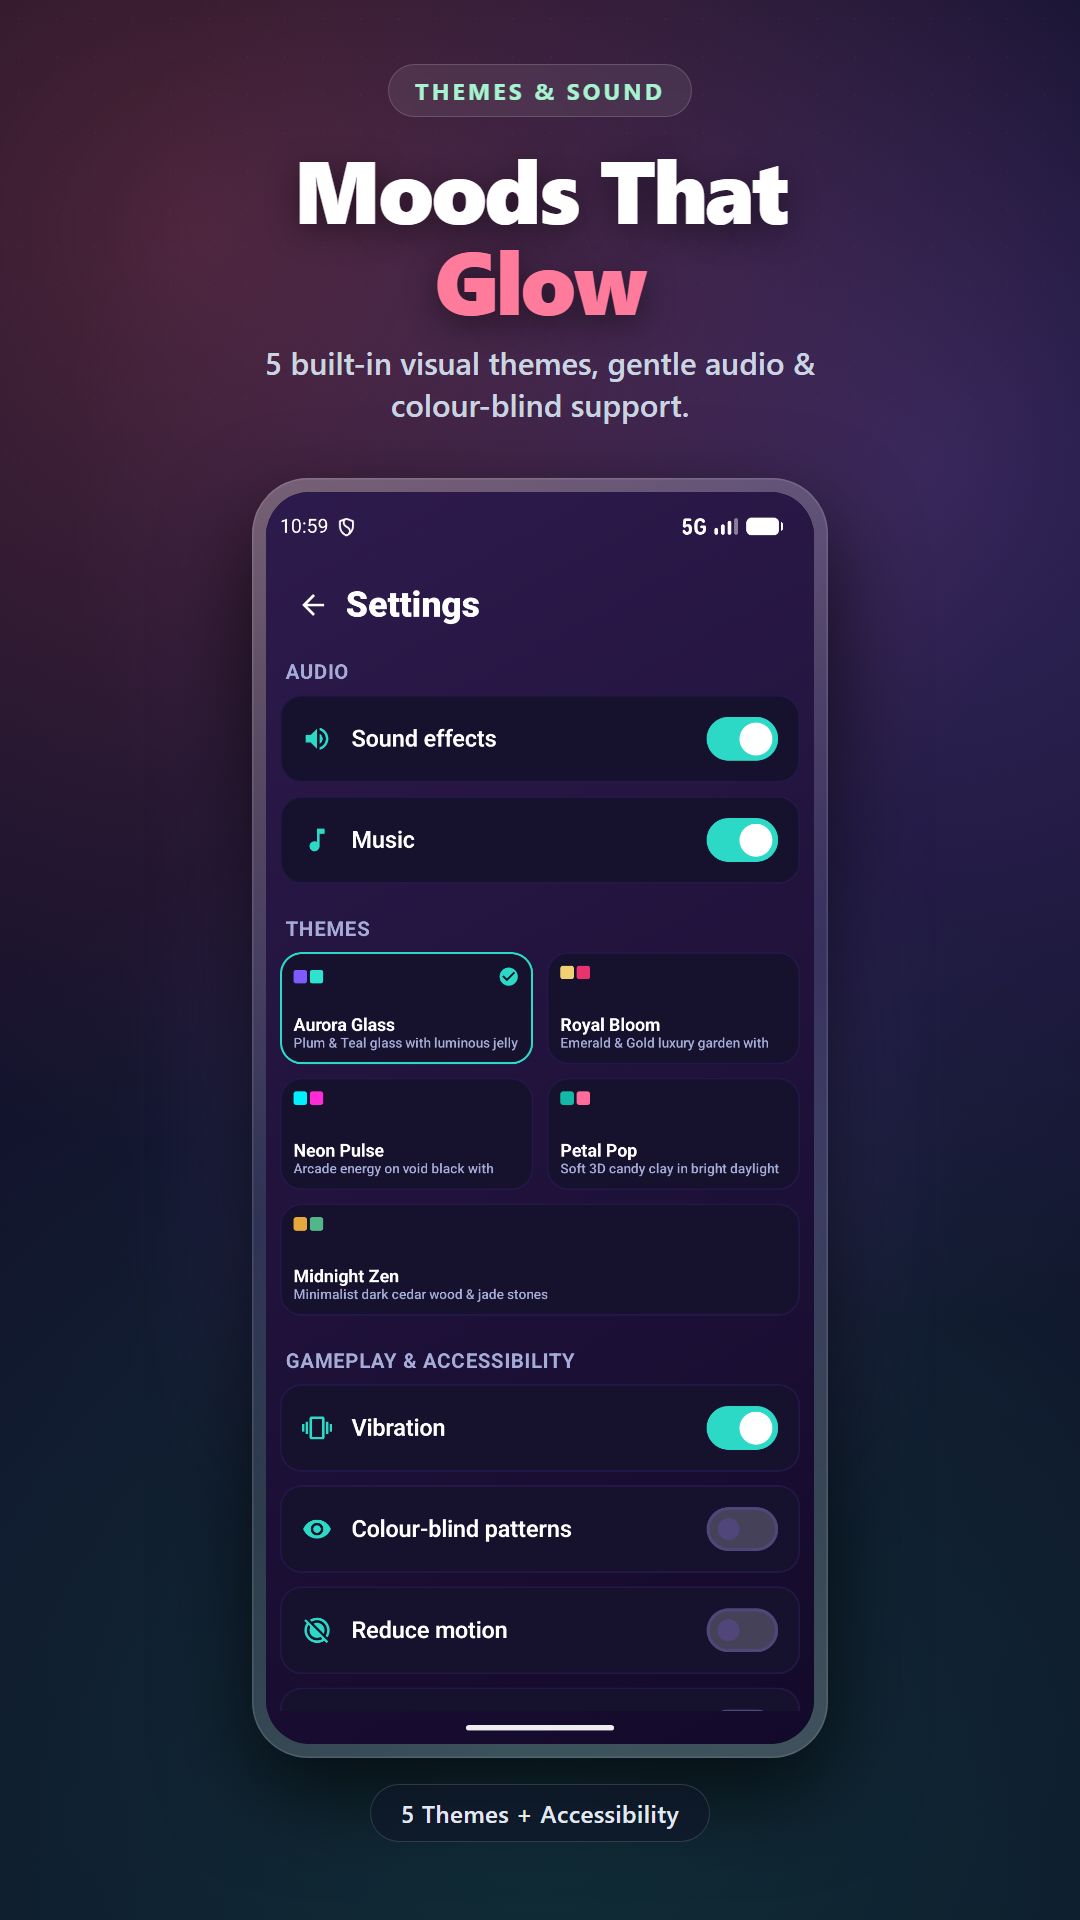 THEMES & SOUND
Moods That
Glow
5 built-in visual themes, gentle audio &
colour-blind support.
10:59
5G
Settings
AUDIO
Sound effects
Music
THEMES
Aurora Glass
Plum & Teal glass with luminous jelly
Royal Bloom
Emerald & Gold luxury garden with
Neon Pulse
Arcade energy on void black with
Petal Pop
Soft 3D candy clay in bright daylight
Midnight Zen
Minimalist dark cedar wood & jade stones
GAMEPLAY & ACCESSIBILITY
Vibration
Colour-blind patterns
Reduce motion
5 Themes + Accessibility